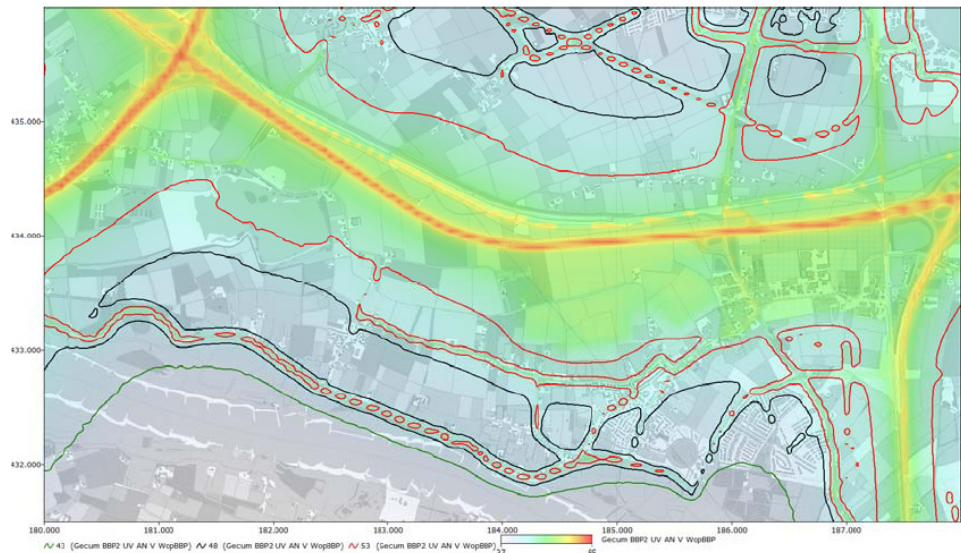 435.000
434.000
433.000
432.000
180.000 181.000 182.000 183.000 184.000 185.000 186.000 187.000
43 (Gecum BBP2 UV AN V WopBBP) 48 (Gecum BBP2 UV AN V WopBBP) 53 (Gecum BBP2 UV AN V WopBBP) Gecum BBP2 UV AN V WopBBP